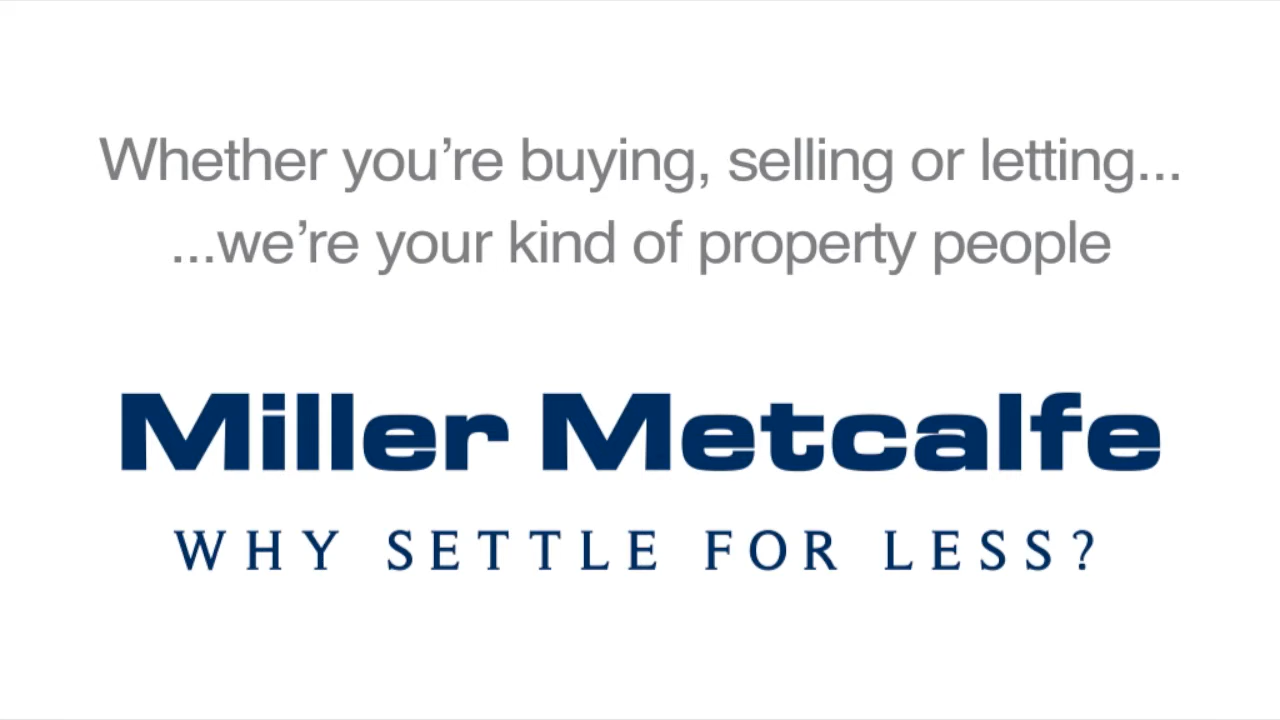 Whether you’re buying, selling or letting...
...we’re your kind of property people
Miller Metcalfe
WHY SETTLE FOR LESS?